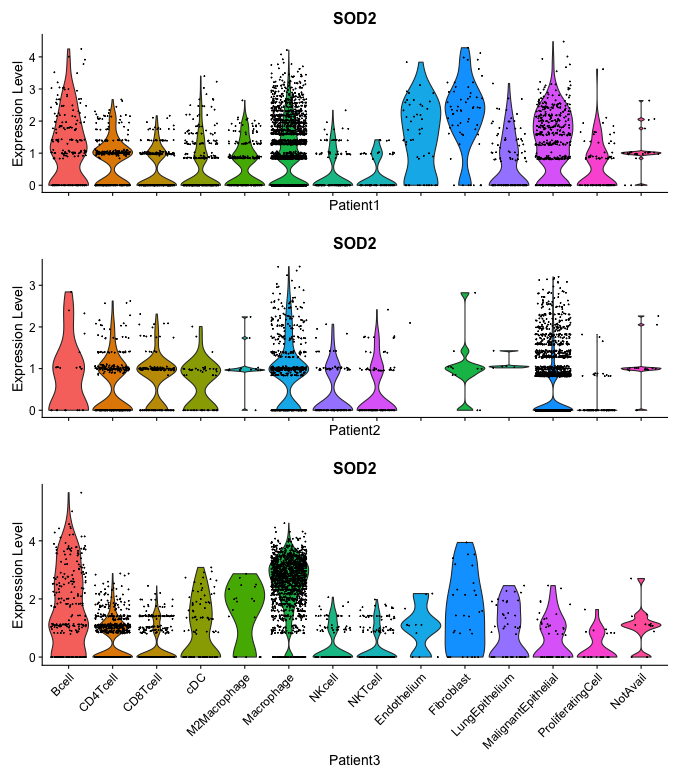 SOD2
Expression Level
4
3
2
1
0
Patient1
SOD2
Expression Level
3
2
1
0
Patient2
SOD2
Expression Level
4
2
0
Bcell
CD4Tcell
CD8Tcell
cDC
M2Macrophage
Macrophage
NKcell
NKTcell
Endothelium
Fibroblast
LungEpithelium
MalignantEpithelial
ProliferatingCell
NotAvail
Patient3